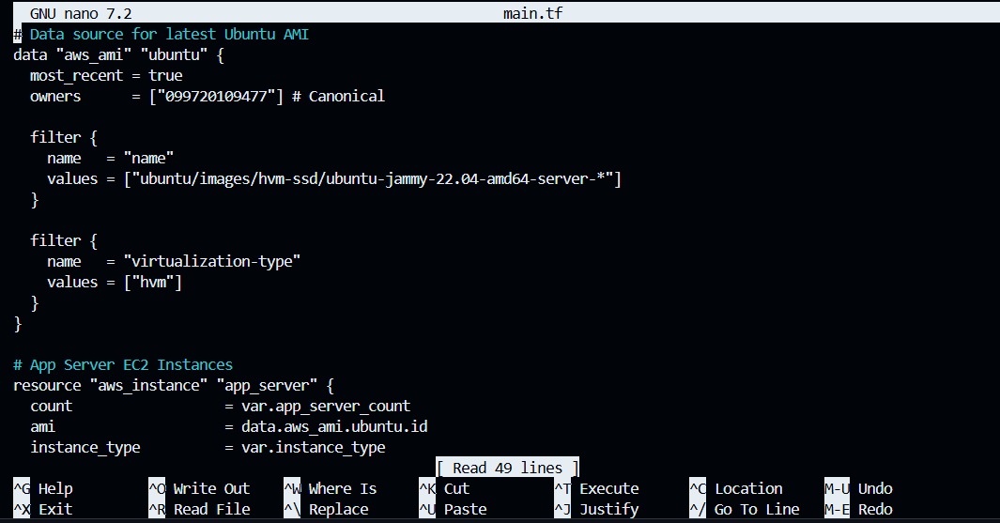 GNU nano 7.2 main.tf
# Data source for latest Ubuntu AMI
data "aws_ami" "ubuntu" {
  most_recent = true
  owners      = ["099720109477"] # Canonical

  filter {
    name   = "name"
    values = ["ubuntu/images/hvm-ssd/ubuntu-jammy-22.04-amd64-server-*"]
  }

  filter {
    name   = "virtualization-type"
    values = ["hvm"]
  }
}

# App Server EC2 Instances
resource "aws_instance" "app_server" {
  count                  = var.app_server_count
  ami                    = data.aws_ami.ubuntu.id
  instance_type          = var.instance_type
[ Read 49 lines ]
^G Help ^O Write Out ^W Where Is ^K Cut ^T Execute ^C Location M-U Undo
^X Exit ^R Read File ^\ Replace ^U Paste ^J Justify ^/ Go To Line M-E Redo